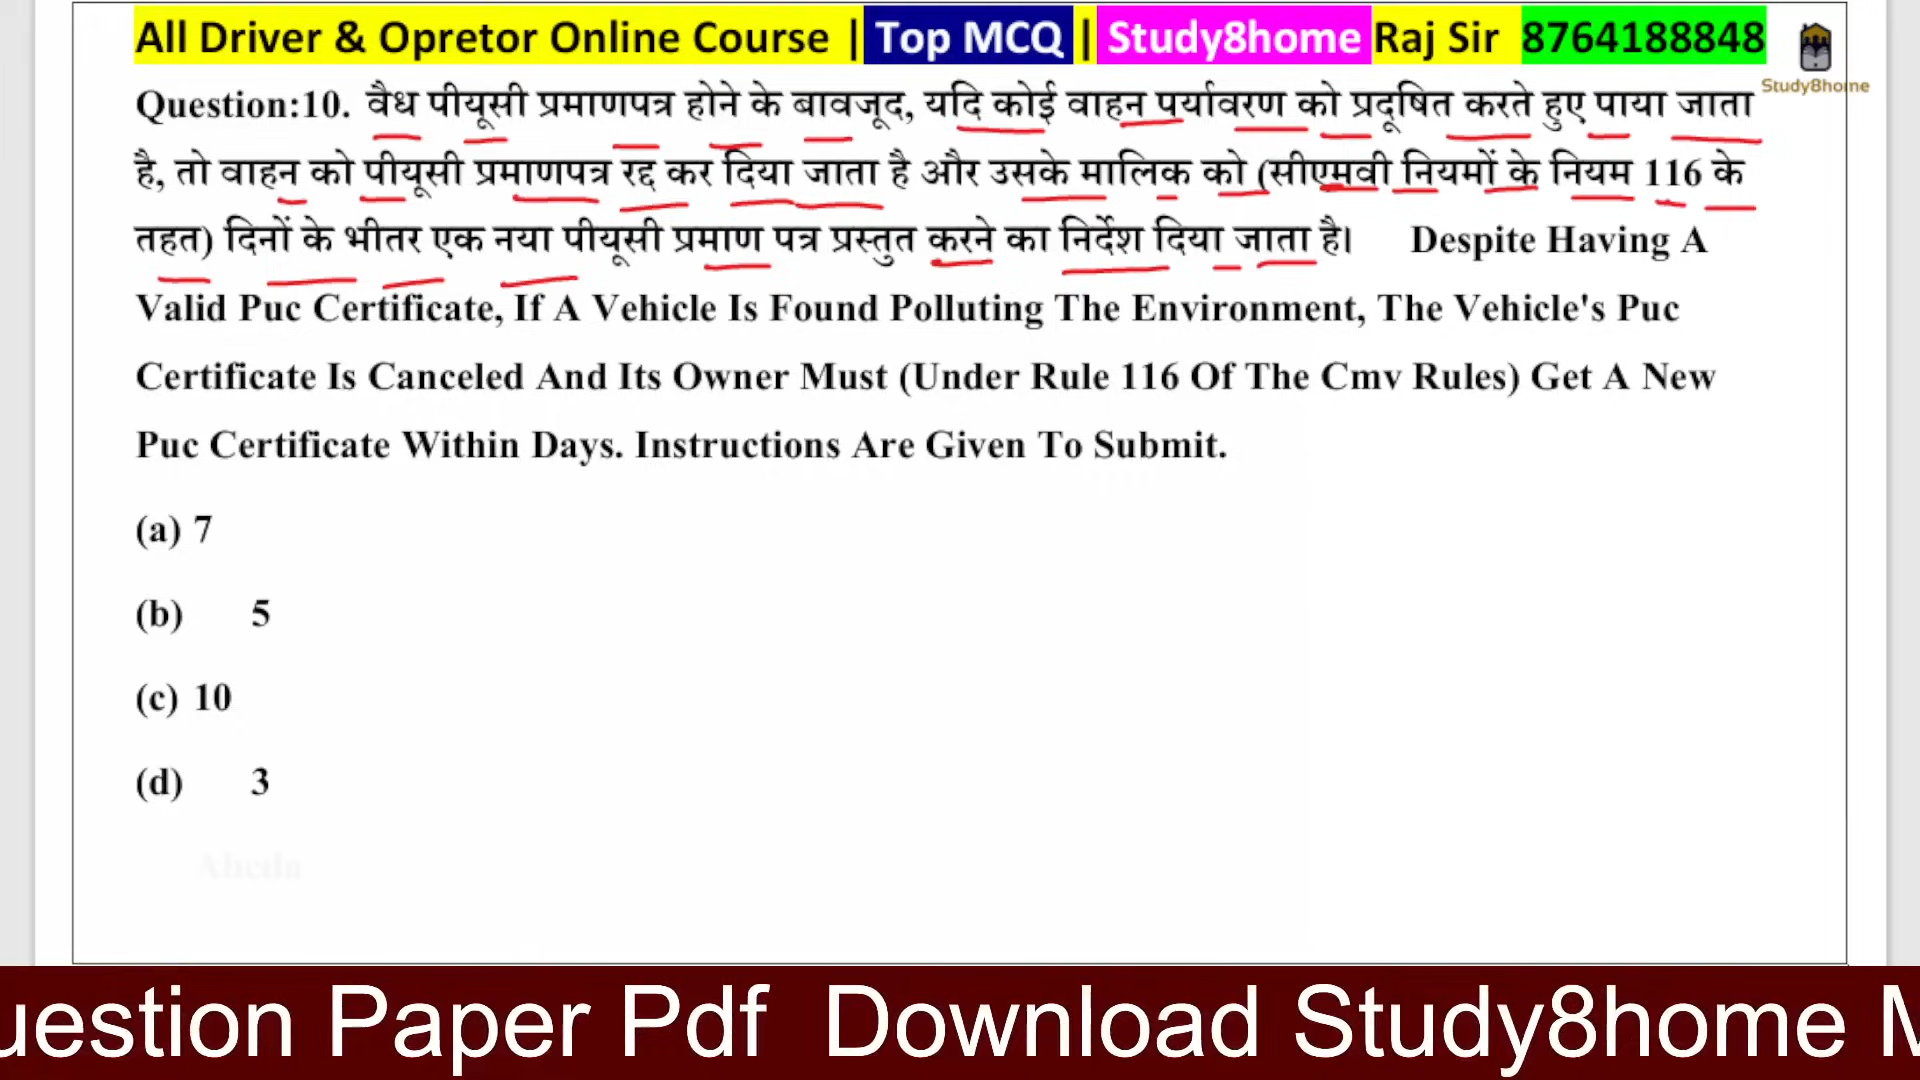 All Driver & Opretor Online Course | Top MCQ | Study8home Raj Sir 8764188848
Study8home
Question:10. वैध पीयूसी प्रमाणपत्र होने के बावजूद, यदि कोई वाहन पर्यावरण को प्रदूषित करते हुए पाया जाता
है, तो वाहन को पीयूसी प्रमाणपत्र रद्द कर दिया जाता है और उसके मालिक को (सीएमवी नियमों के नियम 116 के
तहत) दिनों के भीतर एक नया पीयूसी प्रमाण पत्र प्रस्तुत करने का निर्देश दिया जाता है। Despite Having A
Valid Puc Certificate, If A Vehicle Is Found Polluting The Environment, The Vehicle's Puc
Certificate Is Canceled And Its Owner Must (Under Rule 116 Of The Cmv Rules) Get A New
Puc Certificate Within Days. Instructions Are Given To Submit.
(a) 7
(b) 5
(c) 10
(d) 3
uestion Paper Pdf Download Study8home M